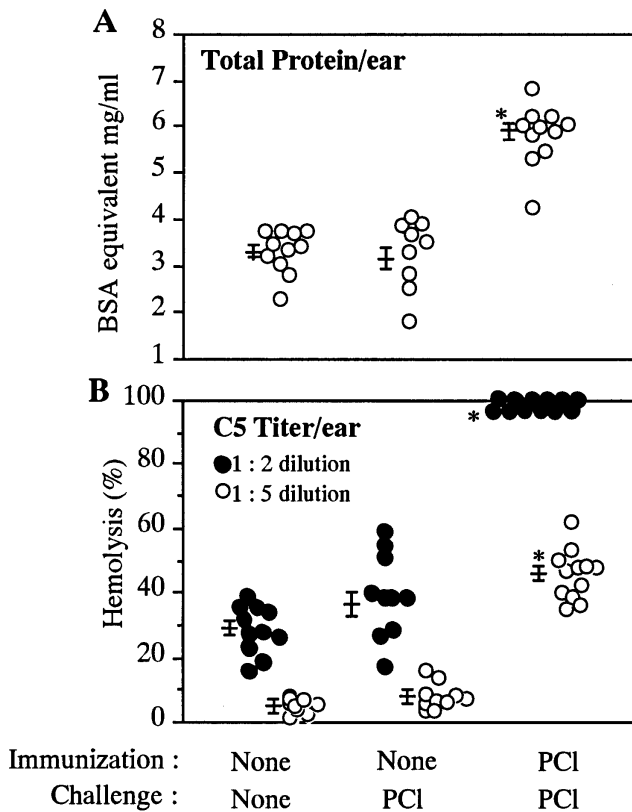 A
Total Protein/ear
BSA equivalent mg/ml
8
7
6
5
4
3
2
1
*
B
C5 Titer/ear
1 : 2 dilution
1 : 5 dilution
Hemolysis (%)
100
80
60
40
20
0
*
*
Immunization : None None PCl
Challenge : None PCl PCl